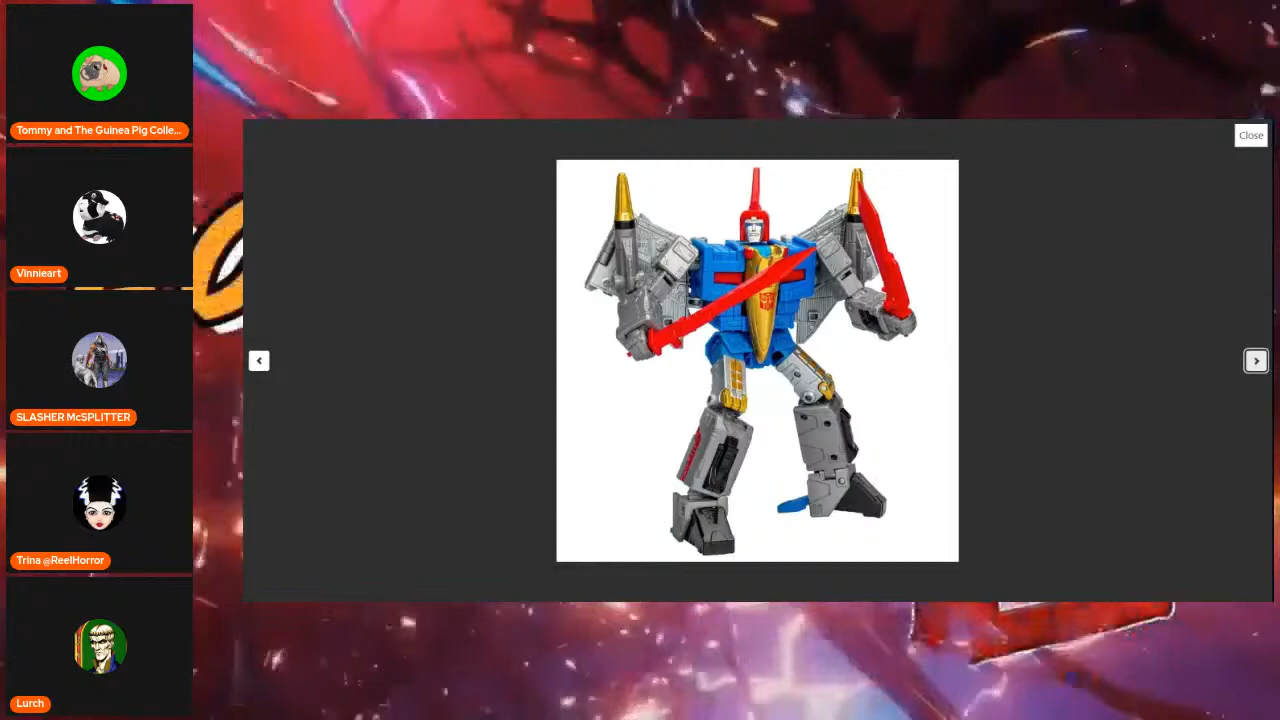 Tommy and The Guinea Pig Colle...
Close
Vinnieart
SLASHER McSPLITTER
Trina @ReelHorror
Lurch